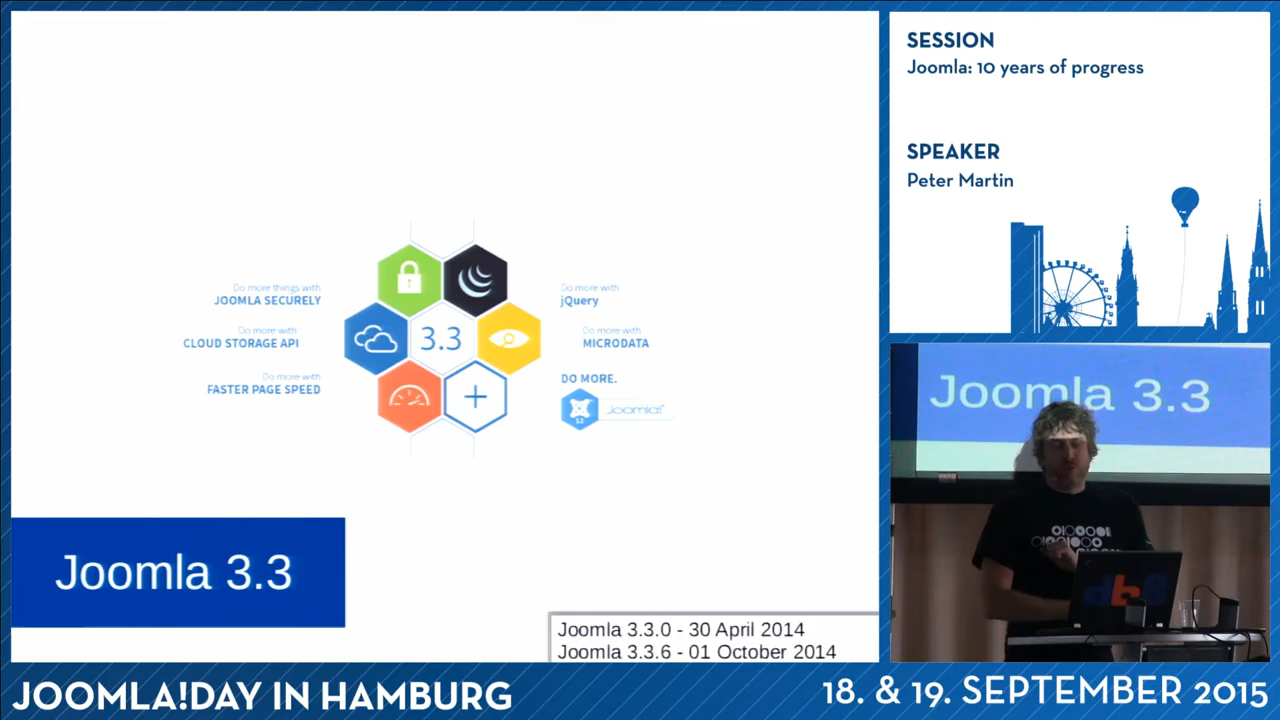 SESSION
Joomla: 10 years of progress
SPEAKER
Peter Martin
Do more things with
JOOMLA SECURELY
Do more with
CLOUD STORAGE API
Do more with
FASTER PAGE SPEED
3.3
Do more with
jQuery
Do more with
MICRODATA
DO MORE.
3.3
Joomla!
Joomla 3.3
Joomla 3.3.0 - 30 April 2014
Joomla 3.3.6 - 01 October 2014
Joomla 3.3
db8
JOOMLA!DAY IN HAMBURG
18. & 19. SEPTEMBER 2015